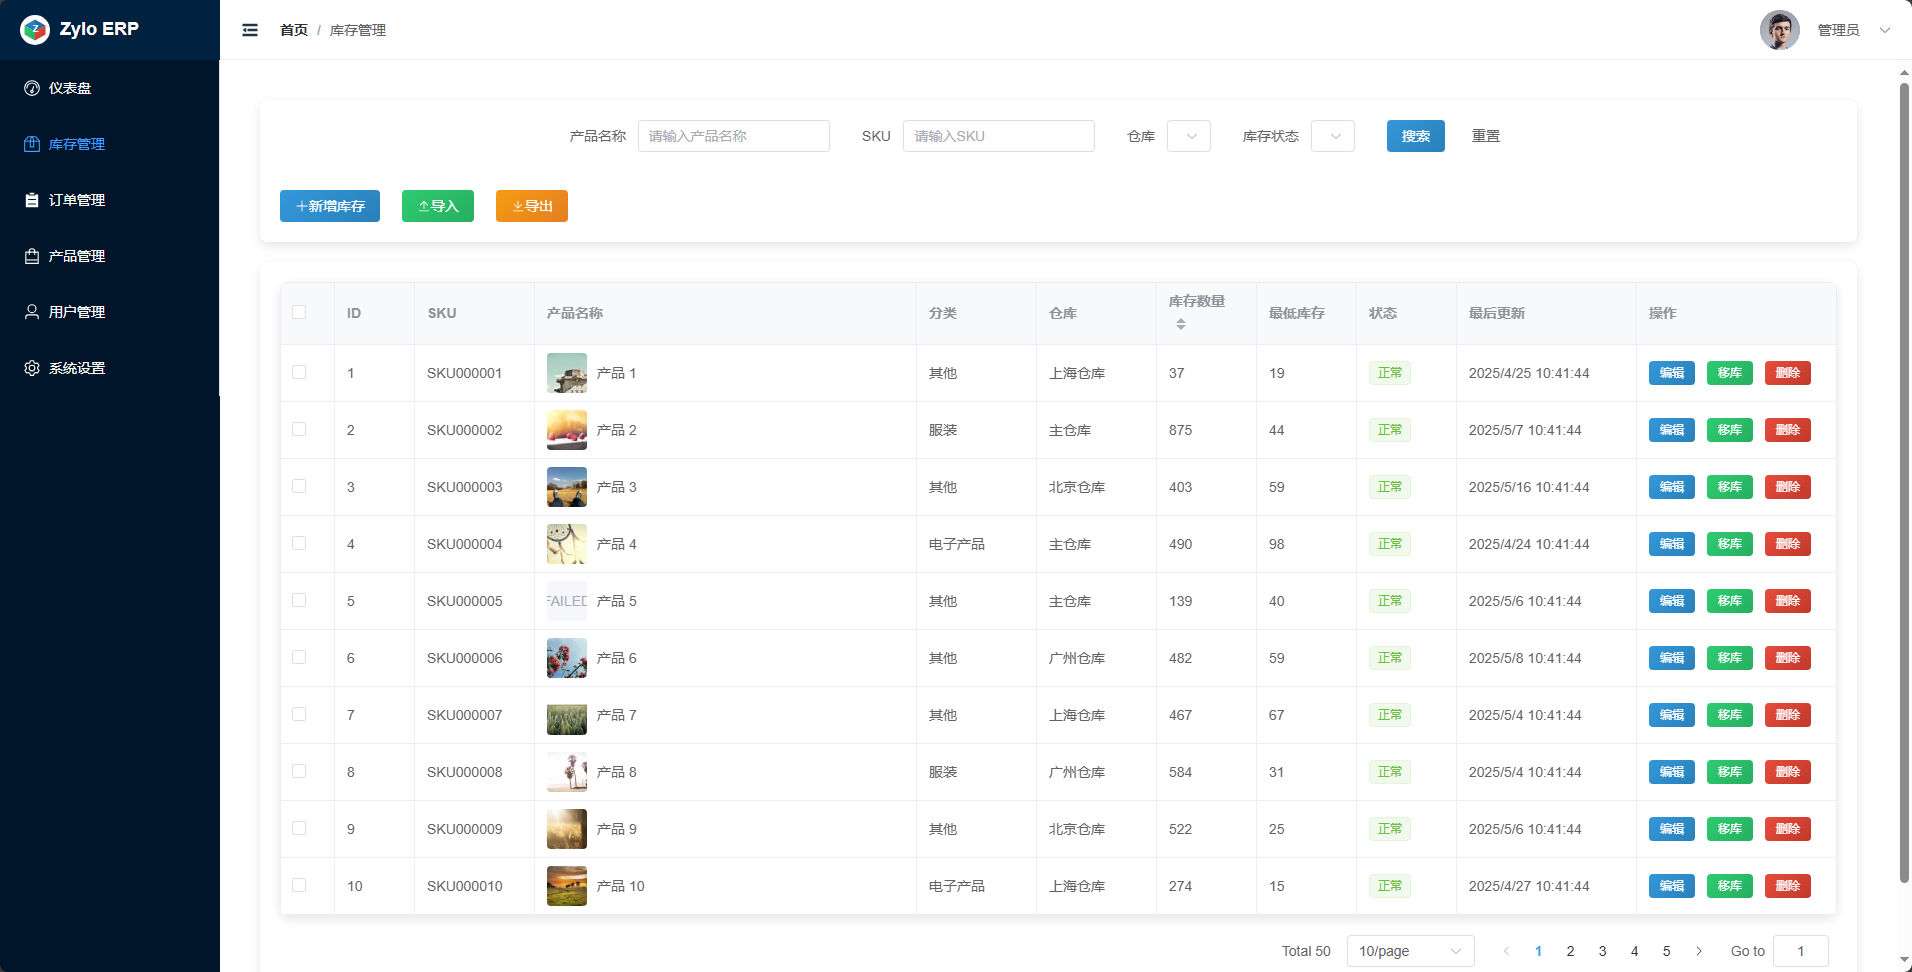 Zylo ERP
首页 / 库存管理
管理员
仪表盘
库存管理
订单管理
产品管理
用户管理
系统设置
产品名称 请输入产品名称 SKU 请输入SKU 仓库 库存状态 搜索 重置
新增库存 导入 导出
ID SKU 产品名称 分类 仓库 库存数量 最低库存 状态 最后更新 操作
1 SKU000001 产品 1 其他 上海仓库 37 19 正常 2025/4/25 10:41:44 编辑 移库 删除
2 SKU000002 产品 2 服装 主仓库 875 44 正常 2025/5/7 10:41:44 编辑 移库 删除
3 SKU000003 产品 3 其他 北京仓库 403 59 正常 2025/5/16 10:41:44 编辑 移库 删除
4 SKU000004 产品 4 电子产品 主仓库 490 98 正常 2025/4/24 10:41:44 编辑 移库 删除
5 SKU000005 FAILED 产品 5 其他 主仓库 139 40 正常 2025/5/6 10:41:44 编辑 移库 删除
6 SKU000006 产品 6 其他 广州仓库 482 59 正常 2025/5/8 10:41:44 编辑 移库 删除
7 SKU000007 产品 7 其他 上海仓库 467 67 正常 2025/5/4 10:41:44 编辑 移库 删除
8 SKU000008 产品 8 服装 广州仓库 584 31 正常 2025/5/4 10:41:44 编辑 移库 删除
9 SKU000009 产品 9 其他 北京仓库 522 25 正常 2025/5/6 10:41:44 编辑 移库 删除
10 SKU000010 产品 10 电子产品 上海仓库 274 15 正常 2025/4/27 10:41:44 编辑 移库 删除
Total 50 10/page 1 2 3 4 5 Go to 1